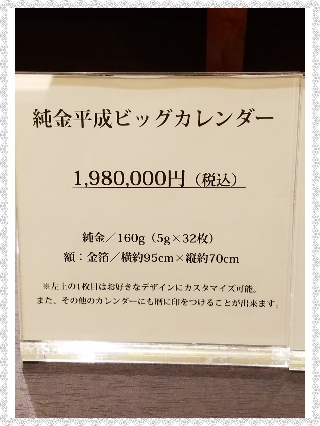 純金平成ビッグカレンダー
1,980,000円（税込）
純金／160g（5g×32枚）
額：金箔／横約95cm×縦約70cm
※左上の1枚目はお好きなデザインにカスタマイズ可能。
また、その他のカレンダーにも暦に印をつけることが出来ます。